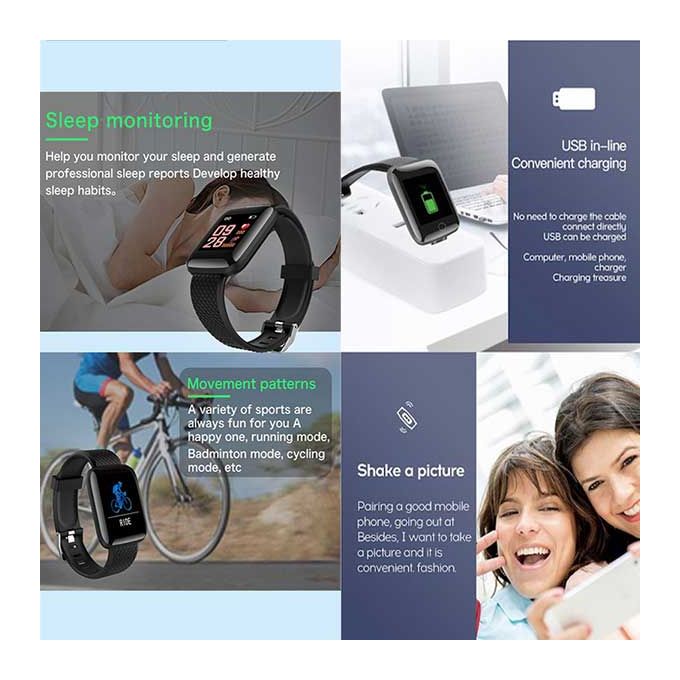 Sleep monitoring
Help you monitor your sleep and generate
professional sleep reports Develop healthy
sleep habits。
09
28
USB in-line
Convenient charging
No need to charge the cable
connect directly
USB can be charged
Computer, mobile phone,
charger
Charging treasure
Movement patterns
A variety of sports are
always fun for you A
happy one, running mode,
Badminton mode, cycling
mode, etc
RIDE
Shake a picture
Pairing a good mobile
phone, going out at
Besides, I want to take
a picture and it is
convenient. fashion.